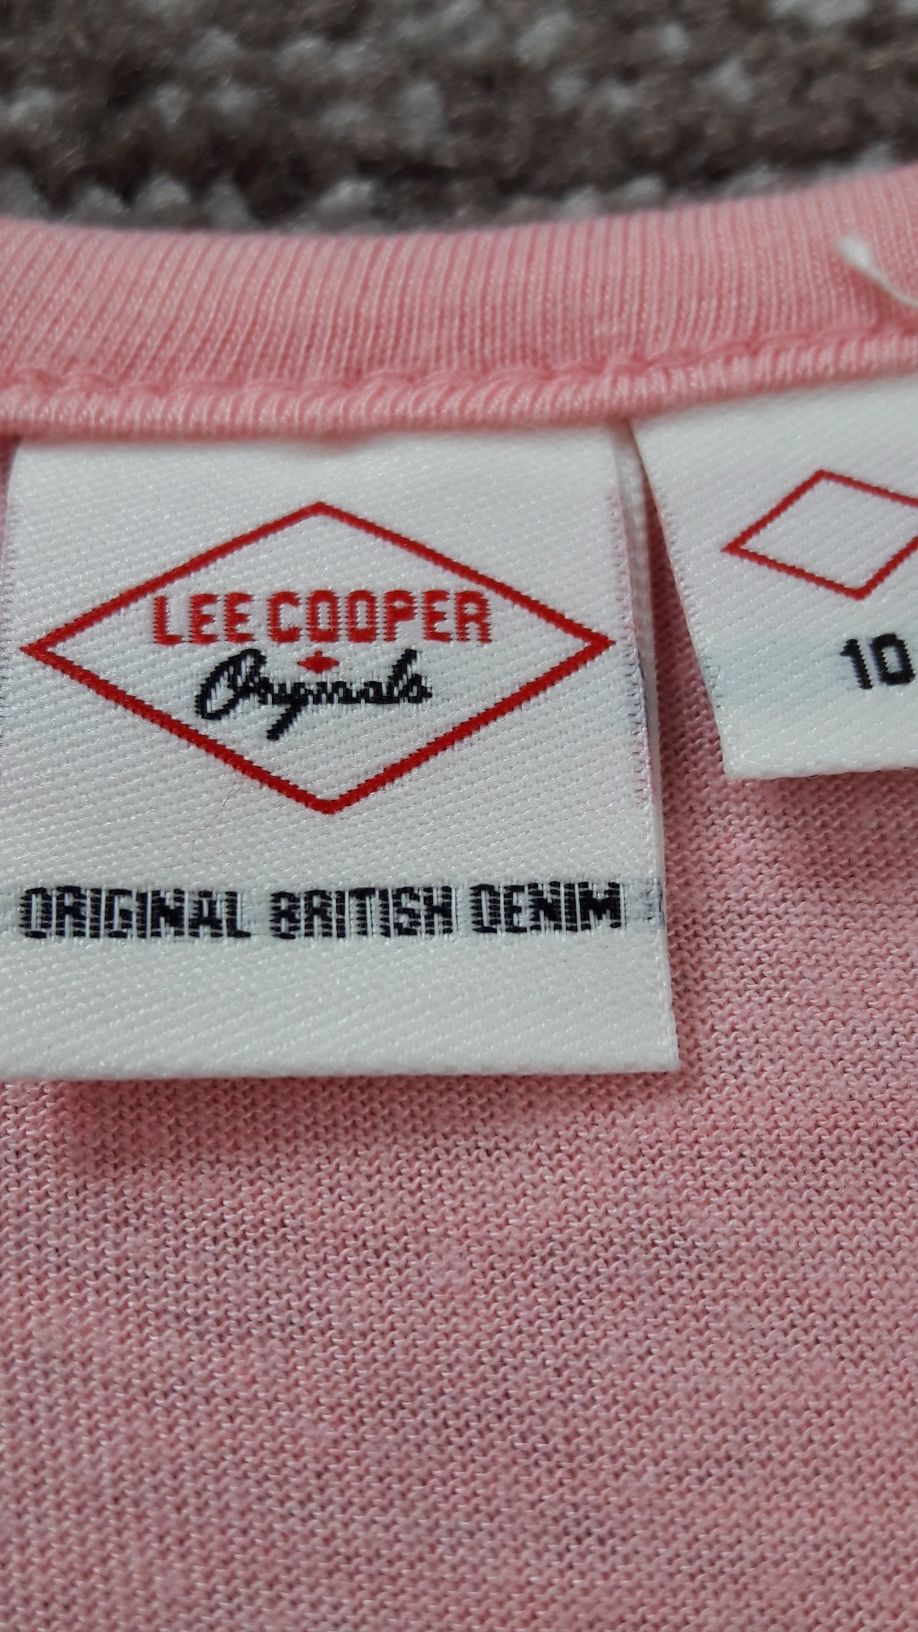 LEE COOPER
Originals
ORIGINAL BRITISH DENIM
10